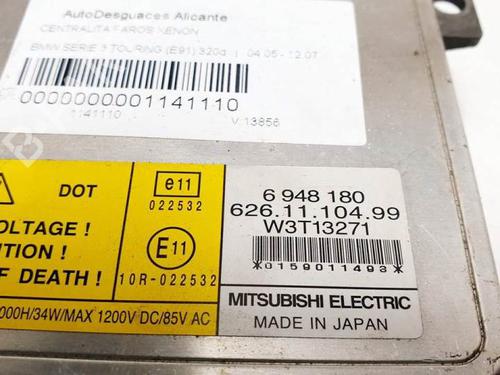 AutoDesguaces Alicante
CENTRALITA FAROS XENON
BMW SERIE 3 TOURING (E91) 320d | 04.05 - 12.07
0000000001141110
1141110
V.13856
DOT
e11
022532
E11
10R-022532
OLTAGE !
TION !
F DEATH !
000H/34W/MAX 1200V DC/85V AC
6 948 180
626.11.104.99
W3T13271
*0159011493*
MITSUBISHI ELECTRIC
MADE IN JAPAN